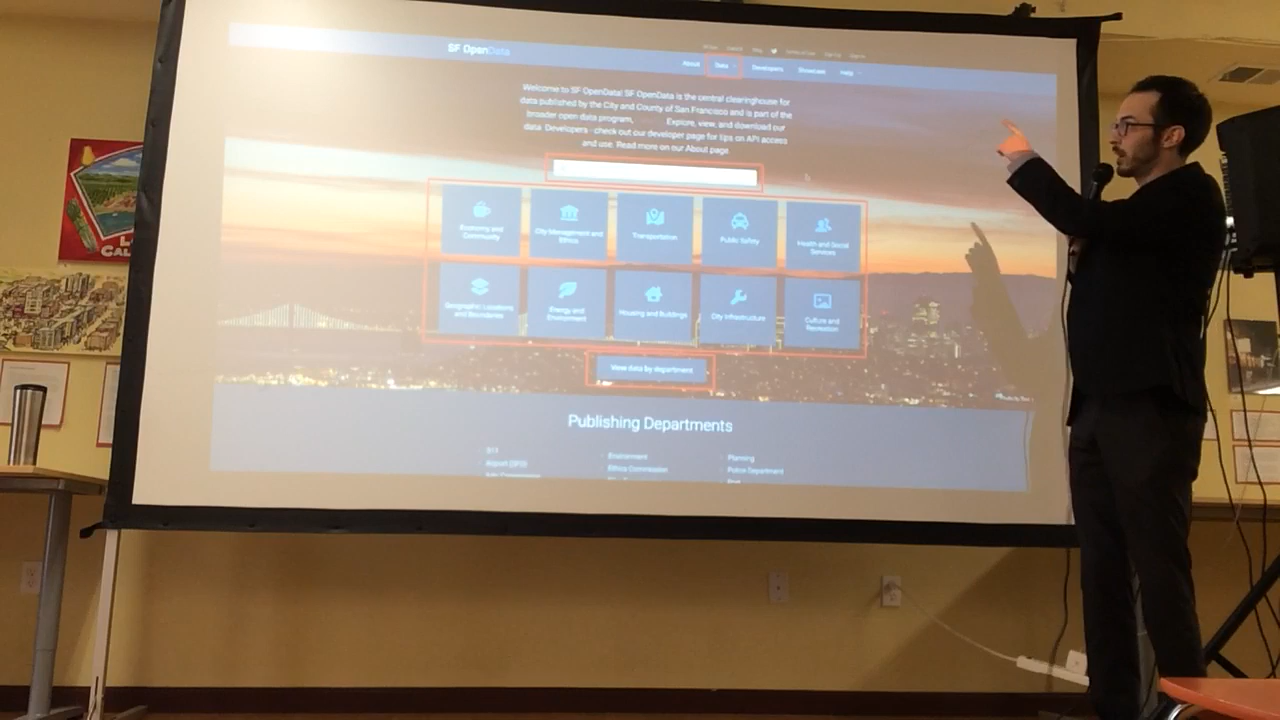 SF OpenData
Blog
About Data Developers Showcase Help
Welcome to SF OpenData! SF OpenData is the central clearinghouse for
data published by the City and County of San Francisco and is part of the
broader open data program, Explore, view, and download our
data. Developers - check out our developer page for tips on API access
and use. Read more on our About page.
Economy and
Community
City Management and
Ethics
Transportation
Public Safety
Health and Social
Services
Geographic Locations
and Boundaries
Energy and
Environment
Housing and Buildings
City Infrastructure
Culture and
Recreation
View data by department
Publishing Departments
311 Environment Planning
Airport (SFO) Ethics Commission Police Department
Port